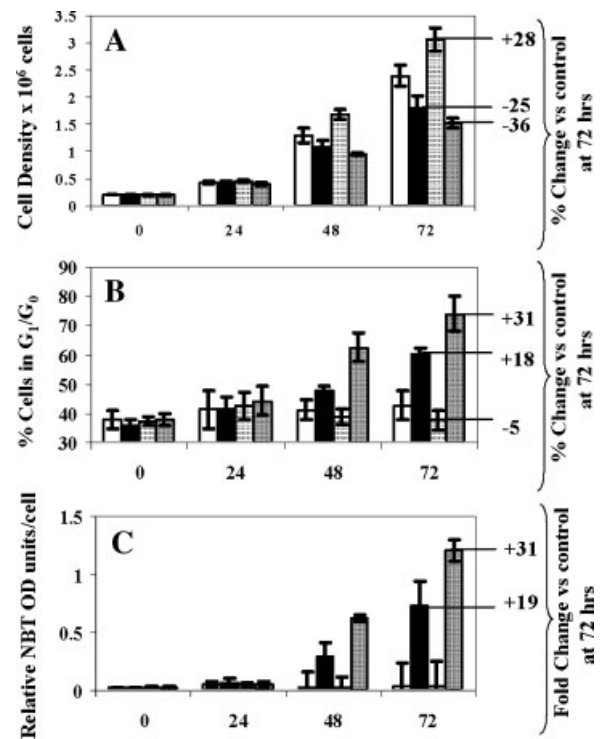 A
Cell Density x 10⁶ cells
3.5
3
2.5
2
1.5
1
0.5
0
0 24 48 72
+28
-25
-36
% Change vs control
at 72 hrs
B
% Cells in G₁/G₀
90
80
70
60
50
40
30
0 24 48 72
+31
+18
-5
% Change vs control
at 72 hrs
C
Relative NBT OD units/cell
1.5
1
0.5
0
0 24 48 72
+31
+19
Fold Change vs control
at 72 hrs